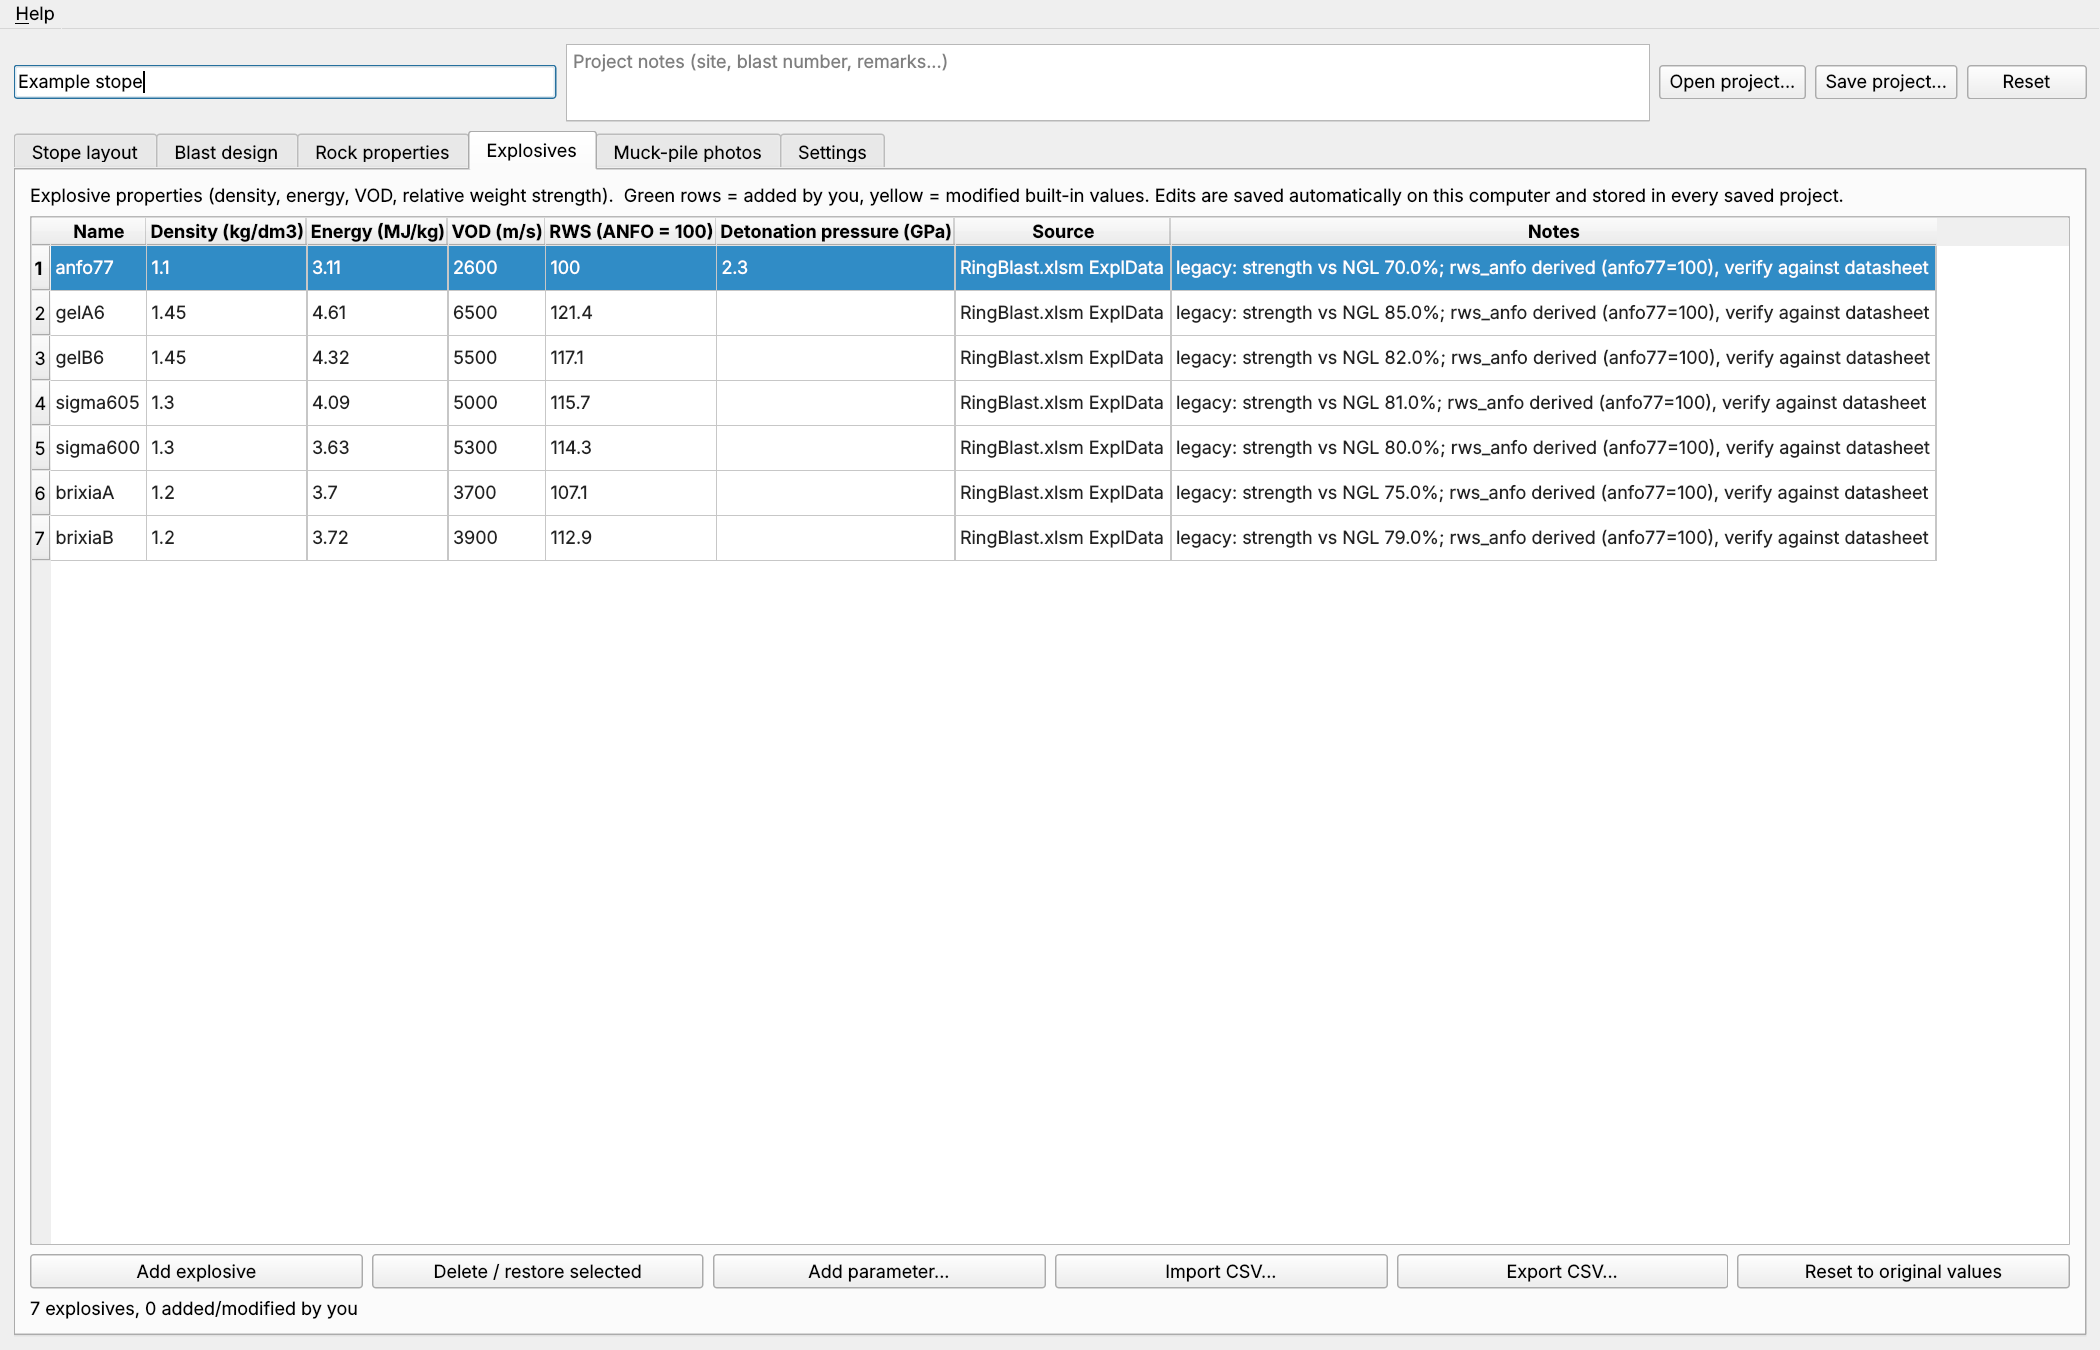 Help
Example stope
Project notes (site, blast number, remarks...)
Open project...
Save project...
Reset
Stope layout
Blast design
Rock properties
Explosives
Muck-pile photos
Settings
Explosive properties (density, energy, VOD, relative weight strength).  Green rows = added by you, yellow = modified built-in values. Edits are saved automatically on this computer and stored in every saved project.
Name Density (kg/dm3) Energy (MJ/kg) VOD (m/s) RWS (ANFO = 100) Detonation pressure (GPa) Source Notes
1 anfo77 1.1 3.11 2600 100 2.3 RingBlast.xlsm ExplData legacy: strength vs NGL 70.0%; rws_anfo derived (anfo77=100), verify against datasheet
2 gelA6 1.45 4.61 6500 121.4 RingBlast.xlsm ExplData legacy: strength vs NGL 85.0%; rws_anfo derived (anfo77=100), verify against datasheet
3 gelB6 1.45 4.32 5500 117.1 RingBlast.xlsm ExplData legacy: strength vs NGL 82.0%; rws_anfo derived (anfo77=100), verify against datasheet
4 sigma605 1.3 4.09 5000 115.7 RingBlast.xlsm ExplData legacy: strength vs NGL 81.0%; rws_anfo derived (anfo77=100), verify against datasheet
5 sigma600 1.3 3.63 5300 114.3 RingBlast.xlsm ExplData legacy: strength vs NGL 80.0%; rws_anfo derived (anfo77=100), verify against datasheet
6 brixiaA 1.2 3.7 3700 107.1 RingBlast.xlsm ExplData legacy: strength vs NGL 75.0%; rws_anfo derived (anfo77=100), verify against datasheet
7 brixiaB 1.2 3.72 3900 112.9 RingBlast.xlsm ExplData legacy: strength vs NGL 79.0%; rws_anfo derived (anfo77=100), verify against datasheet
Add explosive
Delete / restore selected
Add parameter...
Import CSV...
Export CSV...
Reset to original values
7 explosives, 0 added/modified by you